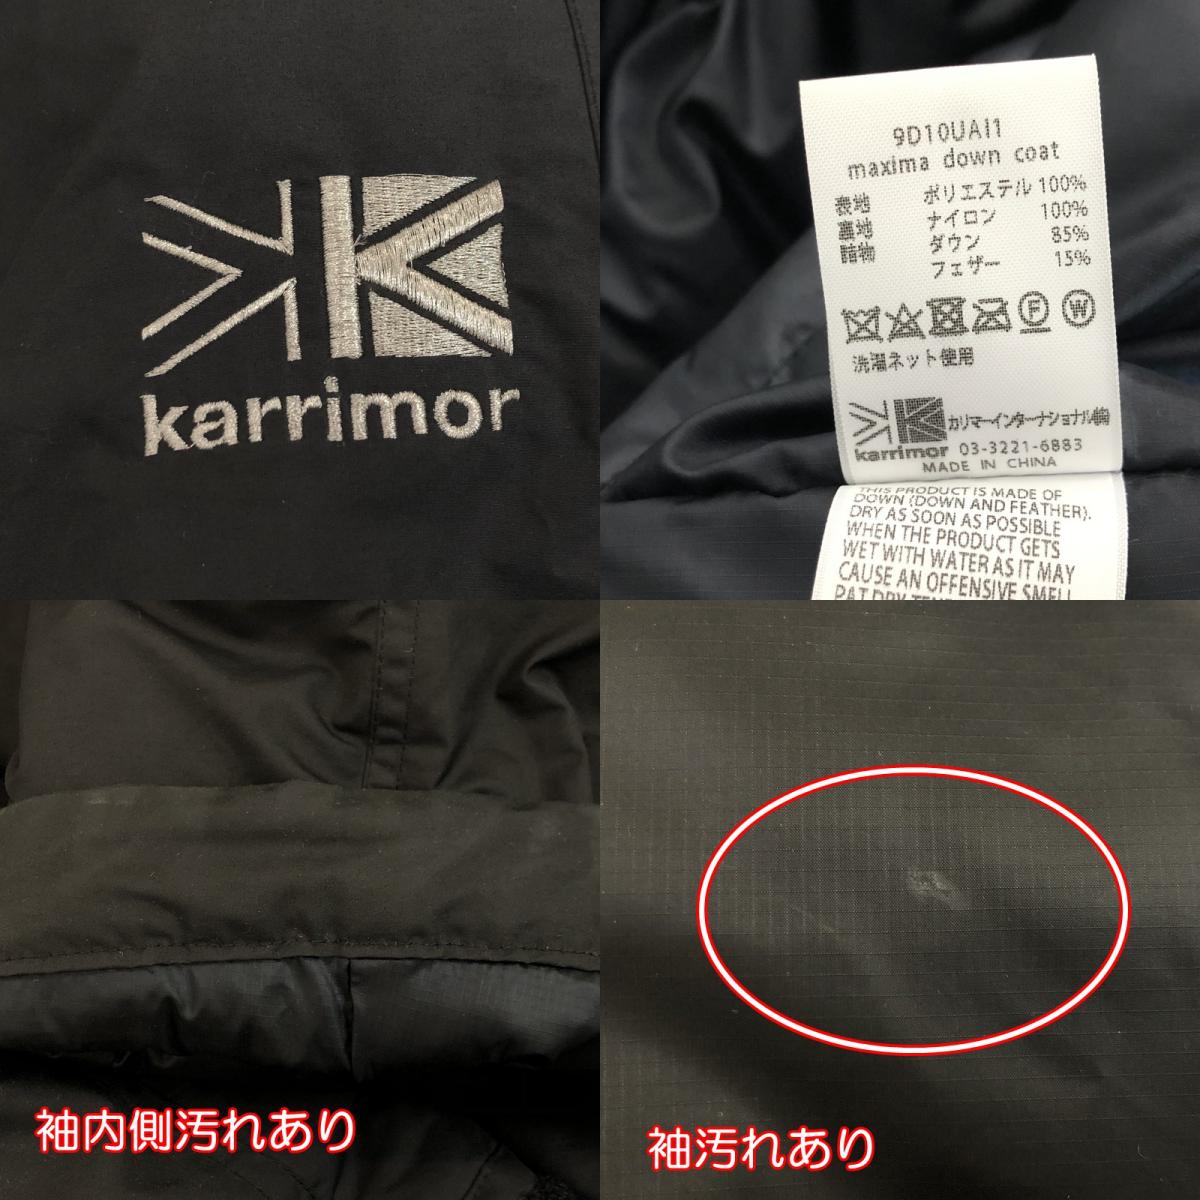 karrimor
9D10UAI1
maxima down coat
表地 ポリエステル 100%
裏地 ナイロン 100%
詰物 ダウン 85%
フェザー 15%
F W
洗濯ネット使用
karrimor カリマーインターナショナル㈱
03-3221-6883
MADE IN CHINA
THIS PRODUCT IS MADE OF
DOWN (DOWN AND FEATHER).
DRY AS SOON AS POSSIBLE
WHEN THE PRODUCT GETS
WET WITH WATER AS IT MAY
CAUSE AN OFFENSIVE SMELL
PAT DRY
袖内側汚れあり
袖汚れあり